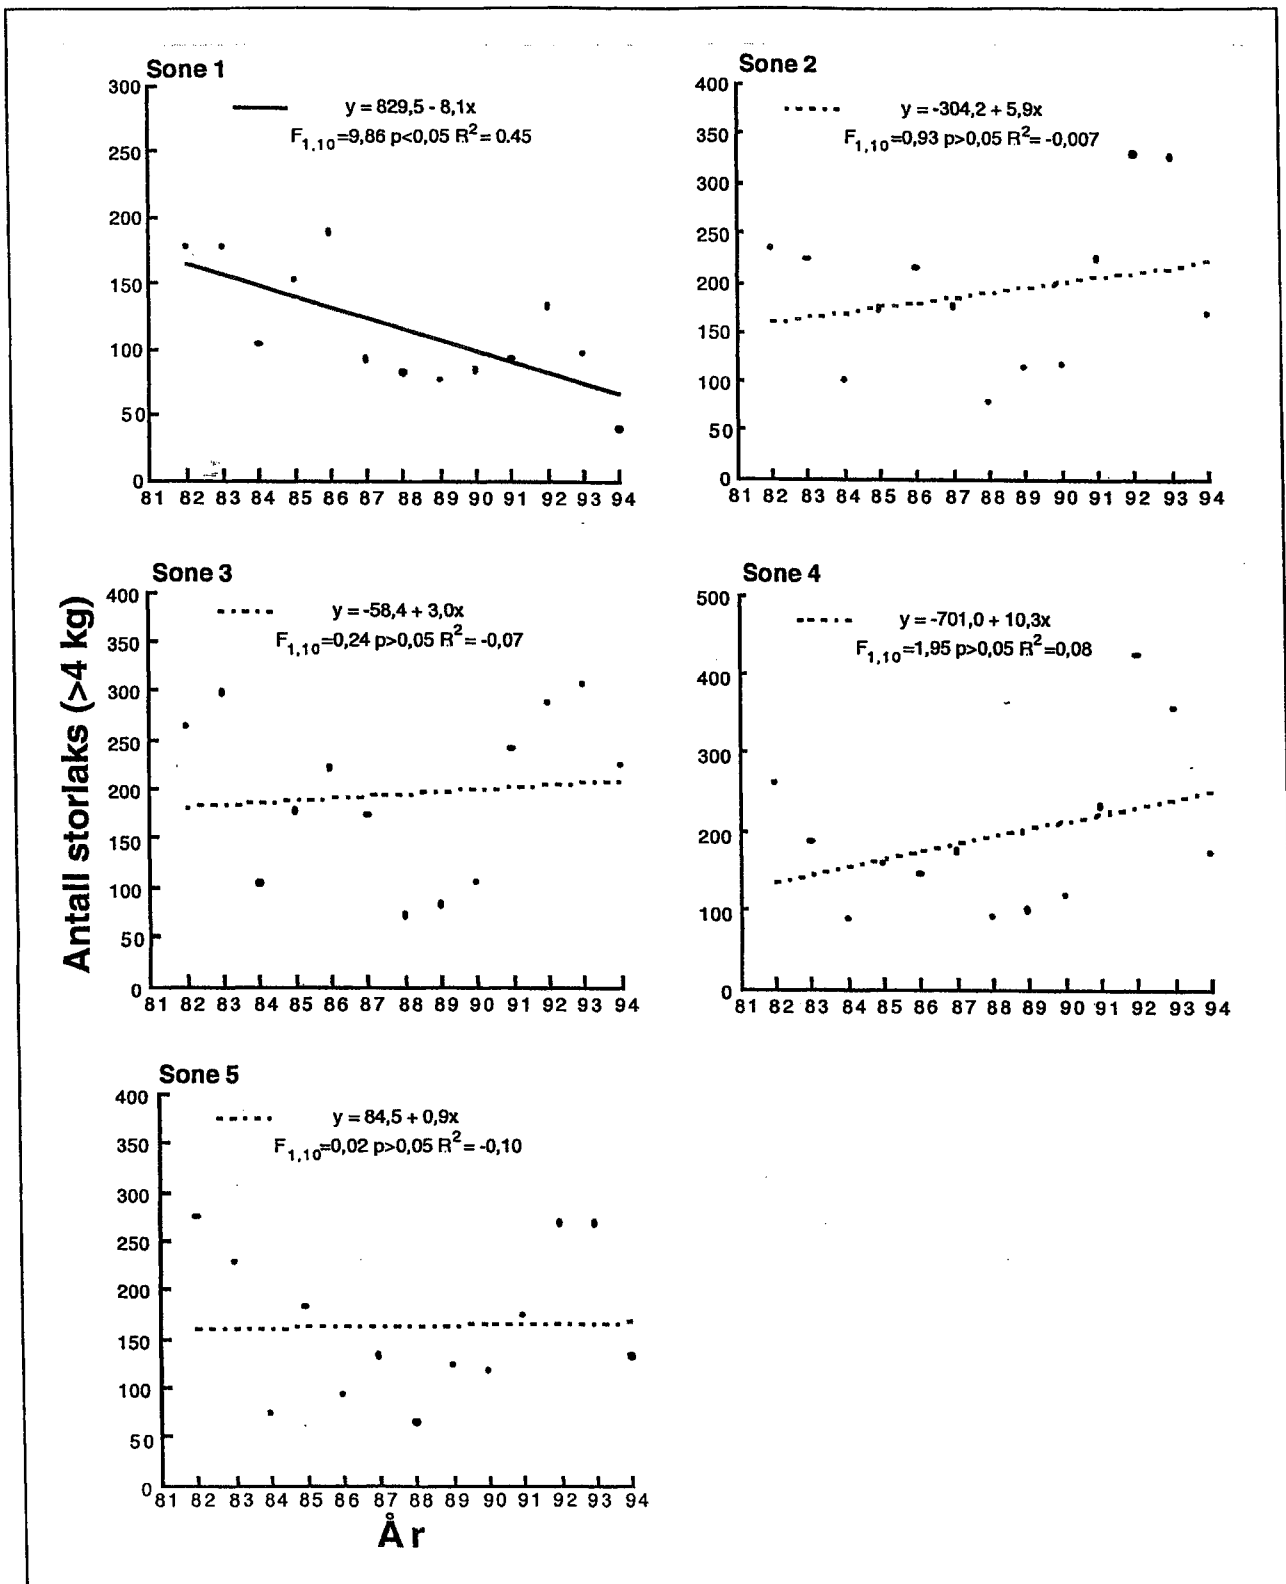 Sone 1
y = 829,5 - 8,1x
F1,10=9,86 p<0,05 R2= 0.45
300
250
200
150
100
50
0
81 82 83 84 85 86 87 88 89 90 91 92 93 94
Sone 2
y = -304,2 + 5,9x
F1,10=0,93 p>0,05 R2= -0,007
400
350
300
250
200
150
100
50
0
81 82 83 84 85 86 87 88 89 90 91 92 93 94
Antall storlaks (>4 kg)
Sone 3
y = -58,4 + 3,0x
F1,10=0,24 p>0,05 R2= -0,07
400
350
300
250
200
150
100
50
0
81 82 83 84 85 86 87 88 89 90 91 92 93 94
Sone 4
y = -701,0 + 10,3x
F1,10=1,95 p>0,05 R2=0,08
500
400
300
200
100
0
81 82 83 84 85 86 87 88 89 90 91 92 93 94
Sone 5
y = 84,5 + 0,9x
F1,10=0,02 p>0,05 R2= -0,10
400
350
300
250
200
150
100
50
0
81 82 83 84 85 86 87 88 89 90 91 92 93 94
År